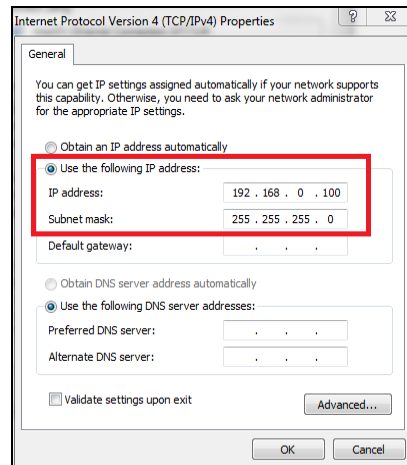 Internet Protocol Version 4 (TCP/IPv4) Properties
General
You can get IP settings assigned automatically if your network supports
this capability. Otherwise, you need to ask your network administrator
for the appropriate IP settings.
Obtain an IP address automatically
Use the following IP address:
IP address: 192 . 168 . 0 . 100
Subnet mask: 255 . 255 . 255 . 0
Default gateway: . . .
Obtain DNS server address automatically
Use the following DNS server addresses:
Preferred DNS server: . . .
Alternate DNS server: . . .
Validate settings upon exit
Advanced...
OK Cancel